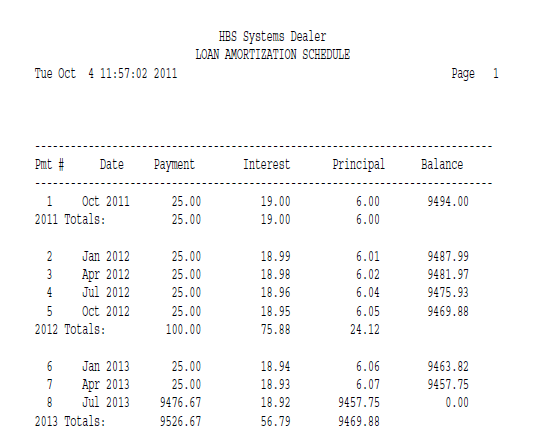 HBS Systems Dealer
LOAN AMORTIZATION SCHEDULE
Tue Oct 4 11:57:02 2011 Page 1
--------------------------------------------------------------------------------
Pmt # Date Payment Interest Principal Balance
--------------------------------------------------------------------------------
1 Oct 2011 25.00 19.00 6.00 9494.00
2011 Totals: 25.00 19.00 6.00
2 Jan 2012 25.00 18.99 6.01 9487.99
3 Apr 2012 25.00 18.98 6.02 9481.97
4 Jul 2012 25.00 18.96 6.04 9475.93
5 Oct 2012 25.00 18.95 6.05 9469.88
2012 Totals: 100.00 75.88 24.12
6 Jan 2013 25.00 18.94 6.06 9463.82
7 Apr 2013 25.00 18.93 6.07 9457.75
8 Jul 2013 9476.67 18.92 9457.75 0.00
2013 Totals: 9526.67 56.79 9469.88